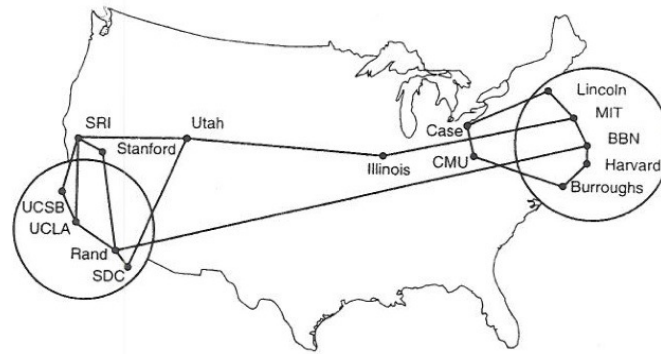 Lincoln
MIT
SRI
Utah
Case
BBN
Stanford
CMU
Harvard
Illinois
Burroughs
UCSB
UCLA
Rand
SDC